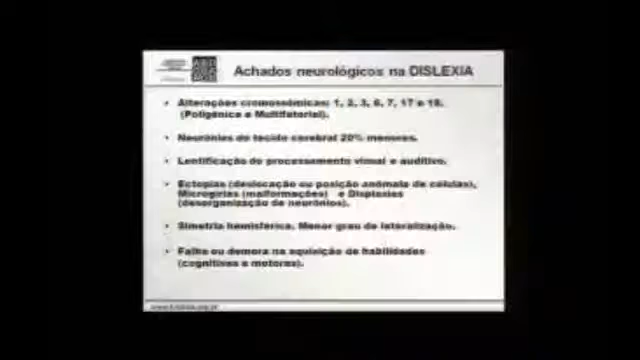 Achados neurológicos na DISLEXIA
• Alterações cromossômicas: 1, 2, 3, 6, 7, 17 e 18.
(Poligênica e Multifatorial).
• Neurônios do tecido cerebral 20% menores.
• Lentificação do processamento visual e auditivo.
• Ectopias (deslocação ou posição anômala de células),
Microgirias (malformações) e Displasias
(desorganização de neurônios).
• Simetria hemisférica. Menor grau de lateralização.
• Falha ou demora na aquisição de habilidades
(cognitivas e motoras).